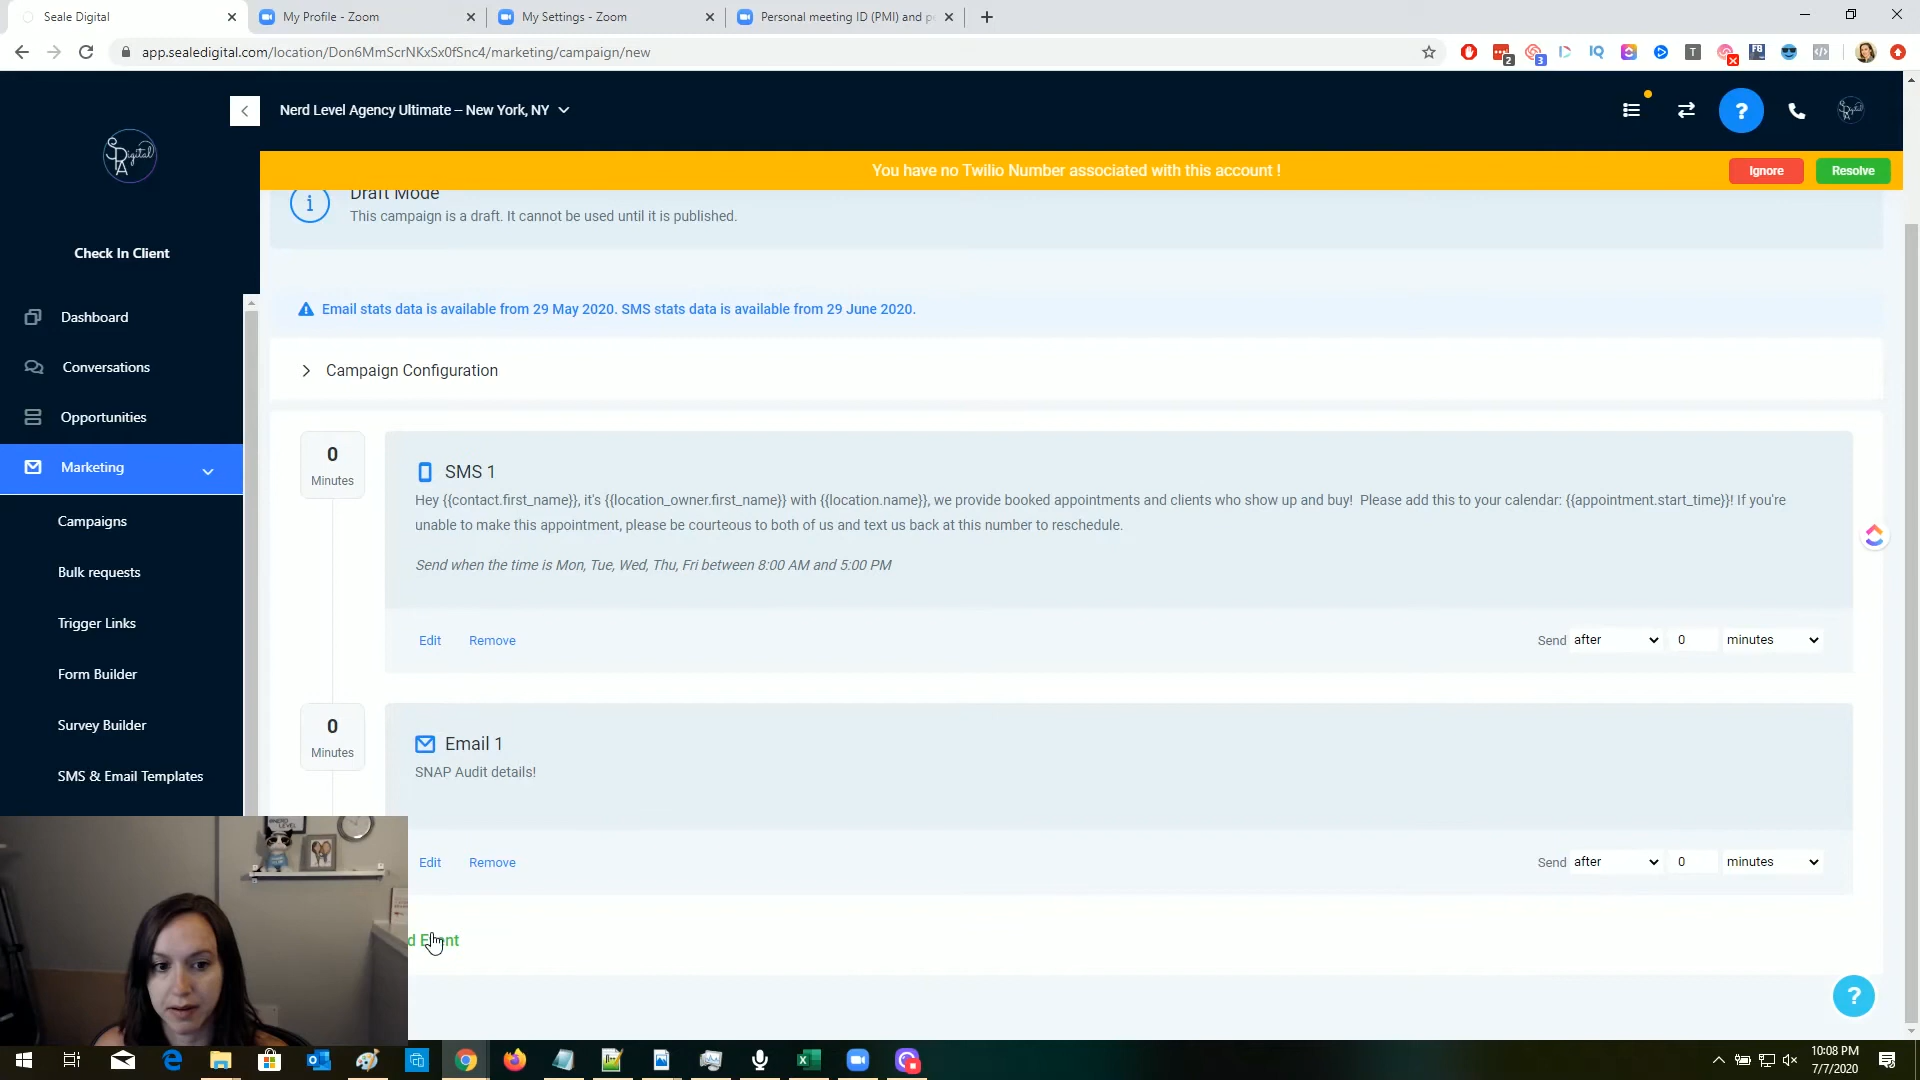 Seale Digital
My Profile - Zoom
My Settings - Zoom
Personal meeting ID (PMI) and p
app.sealedigital.com/location/Don6MmScrNKxSx0fSnc4/marketing/campaign/new
Nerd Level Agency Ultimate – New York, NY
You have no Twilio Number associated with this account !
Ignore
Resolve
Check In Client
Dashboard
Conversations
Opportunities
Marketing
Campaigns
Bulk requests
Trigger Links
Form Builder
Survey Builder
SMS & Email Templates
Draft Mode
This campaign is a draft. It cannot be used until it is published.
Email stats data is available from 29 May 2020. SMS stats data is available from 29 June 2020.
Campaign Configuration
0
Minutes
SMS 1
Hey {{contact.first_name}}, it's {{location_owner.first_name}} with {{location.name}}, we provide booked appointments and clients who show up and buy!  Please add this to your calendar: {{appointment.start_time}}! If you're
unable to make this appointment, please be courteous to both of us and text us back at this number to reschedule.
Send when the time is Mon, Tue, Wed, Thu, Fri between 8:00 AM and 5:00 PM
Edit Remove
Send after 0 minutes
0
Minutes
Email 1
SNAP Audit details!
Edit Remove
Send after 0 minutes
10:08 PM
7/7/2020